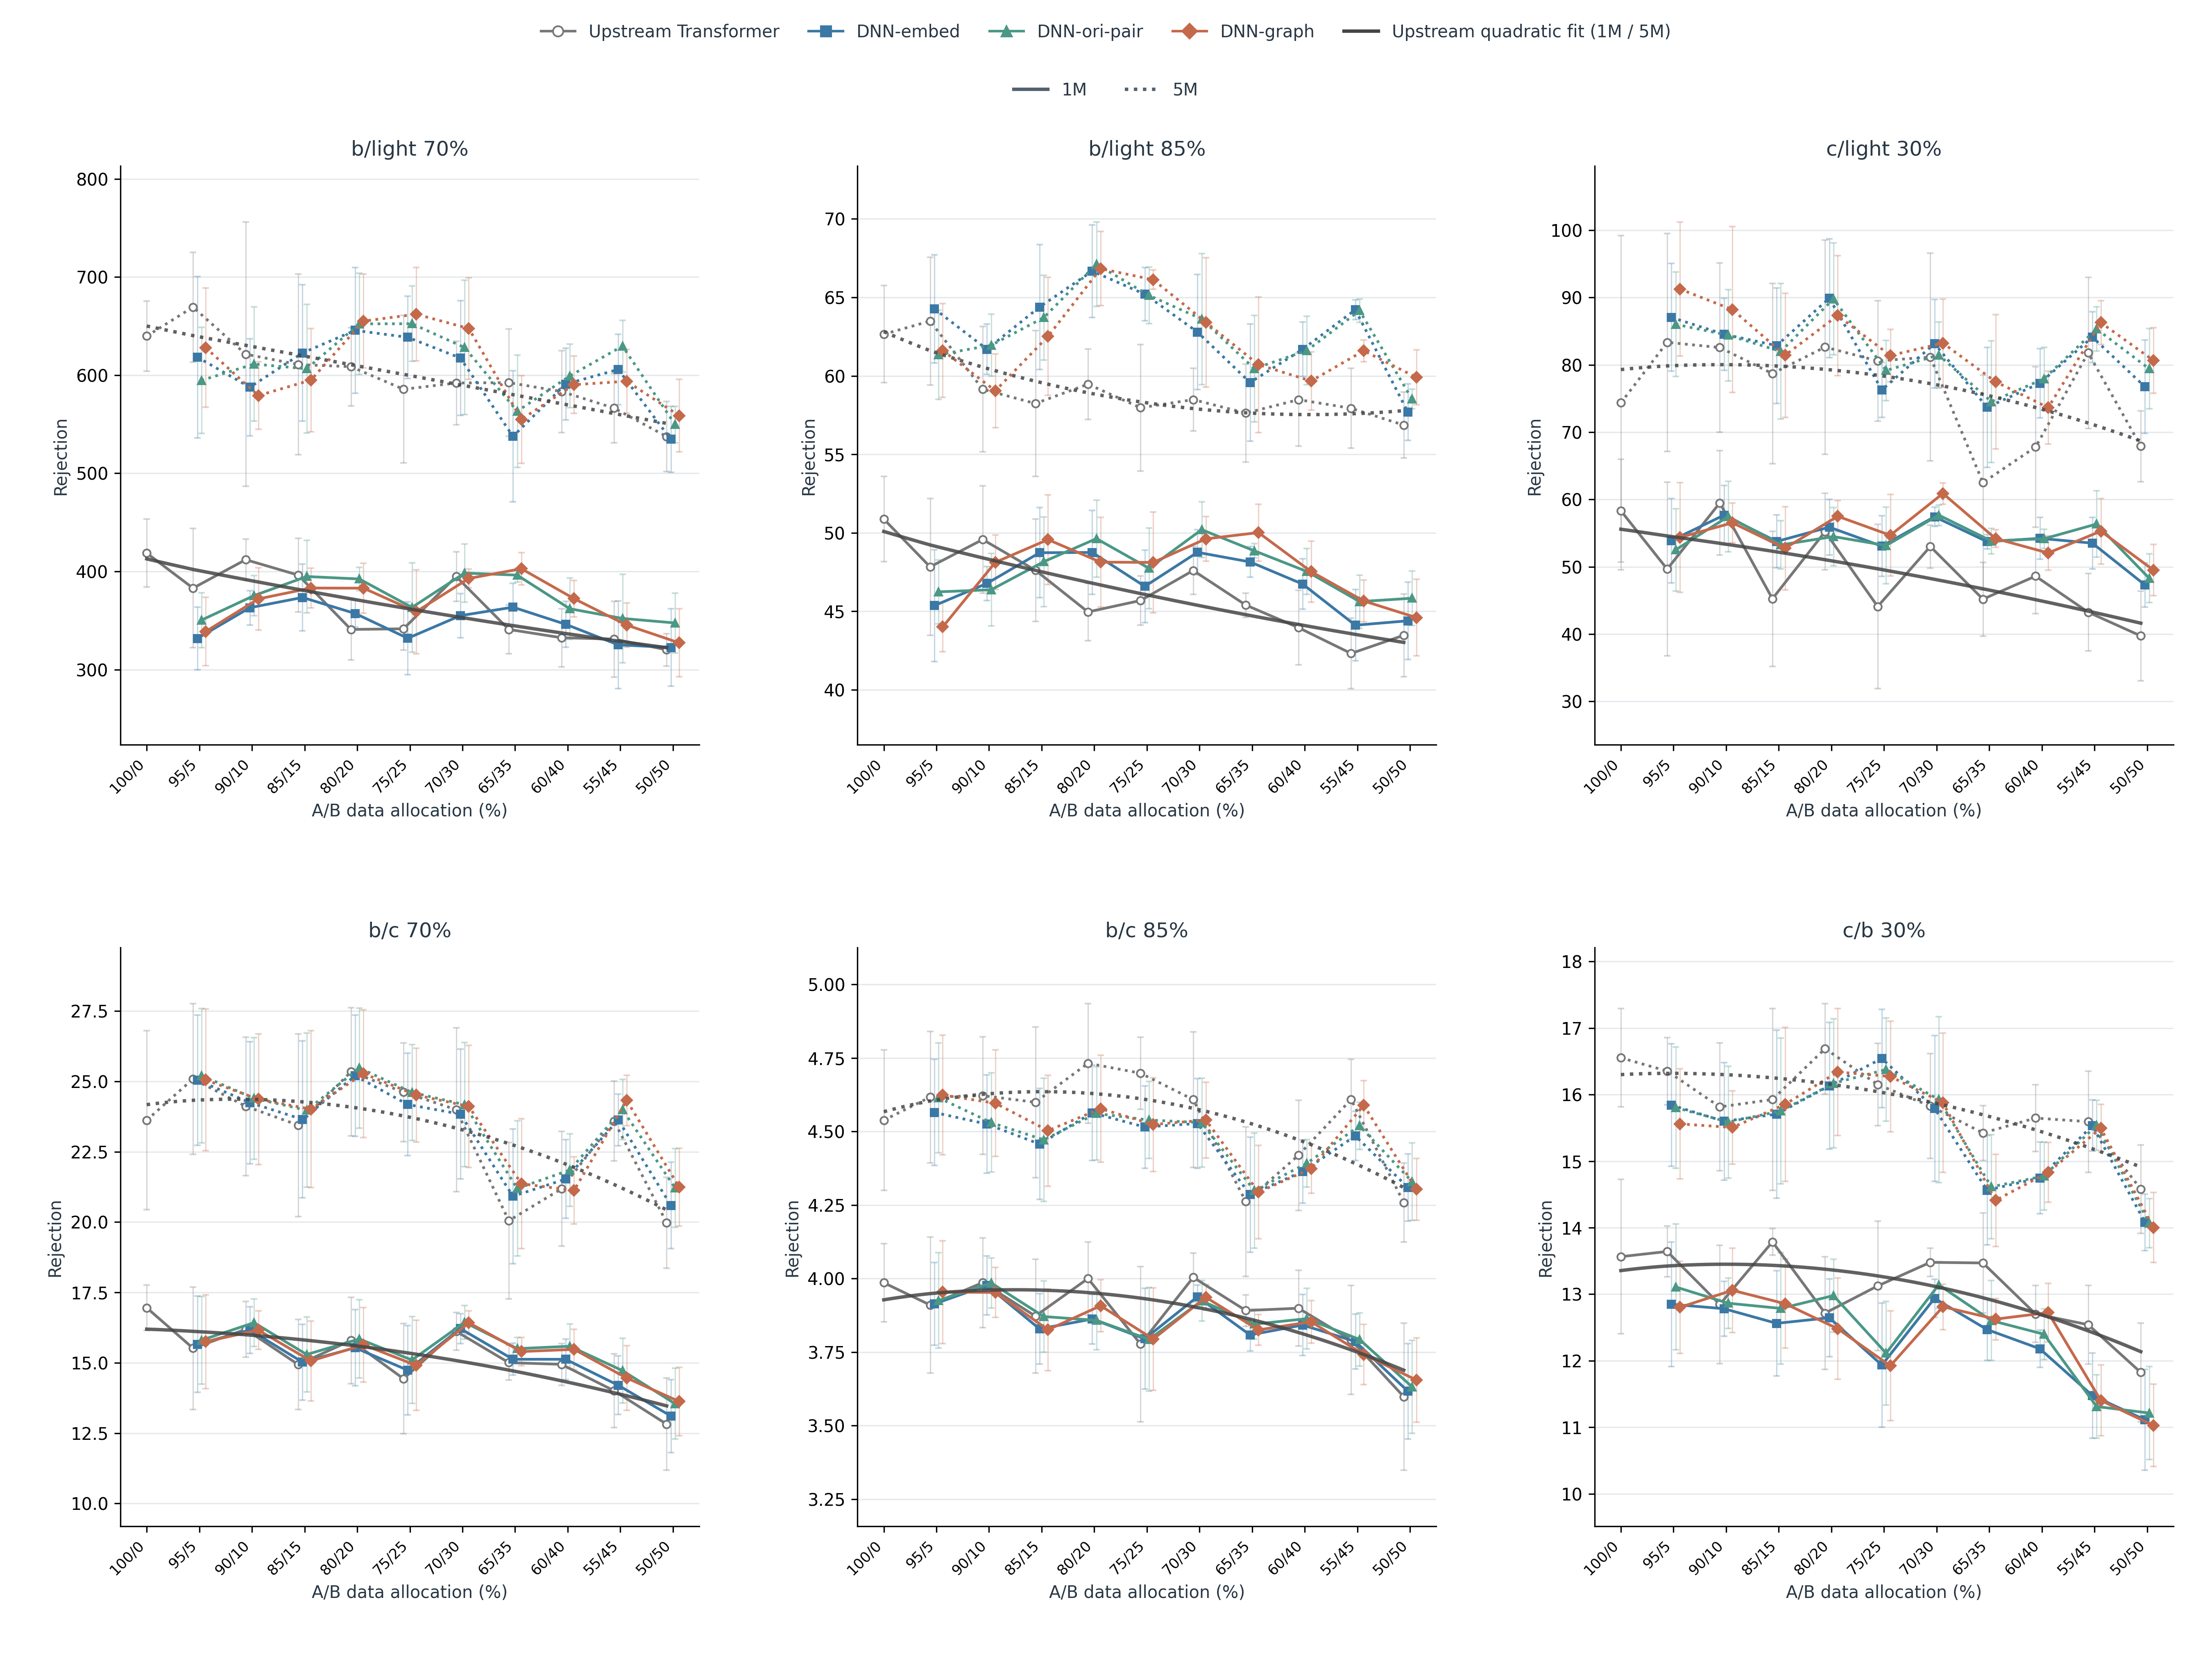 Upstream Transformer DNN-embed DNN-ori-pair DNN-graph Upstream quadratic fit (1M / 5M)
1M 5M
b/light 70%
Rejection
800
700
600
500
400
300
100/0 95/5 90/10 85/15 80/20 75/25 70/30 65/35 60/40 55/45 50/50
A/B data allocation (%)
b/light 85%
Rejection
70
65
60
55
50
45
40
100/0 95/5 90/10 85/15 80/20 75/25 70/30 65/35 60/40 55/45 50/50
A/B data allocation (%)
c/light 30%
Rejection
100
90
80
70
60
50
40
30
100/0 95/5 90/10 85/15 80/20 75/25 70/30 65/35 60/40 55/45 50/50
A/B data allocation (%)
b/c 70%
Rejection
27.5
25.0
22.5
20.0
17.5
15.0
12.5
10.0
100/0 95/5 90/10 85/15 80/20 75/25 70/30 65/35 60/40 55/45 50/50
A/B data allocation (%)
b/c 85%
Rejection
5.00
4.75
4.50
4.25
4.00
3.75
3.50
3.25
100/0 95/5 90/10 85/15 80/20 75/25 70/30 65/35 60/40 55/45 50/50
A/B data allocation (%)
c/b 30%
Rejection
18
17
16
15
14
13
12
11
10
100/0 95/5 90/10 85/15 80/20 75/25 70/30 65/35 60/40 55/45 50/50
A/B data allocation (%)